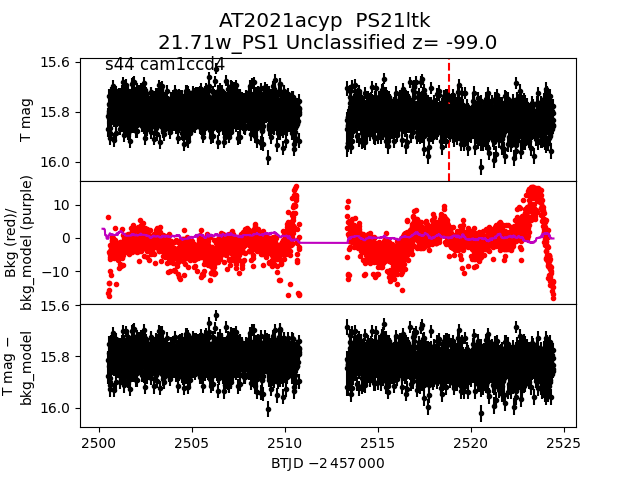 AT2021acyp  PS21ltk
21.71w_PS1 Unclassified z= -99.0
s44 cam1ccd4
15.6
15.8
16.0
T mag
10
0
−10
Bkg (red)/
bkg_model (purple)
15.6
15.8
16.0
T mag −
bkg_model
2500 2505 2510 2515 2520 2525
BTJD −2 457 000